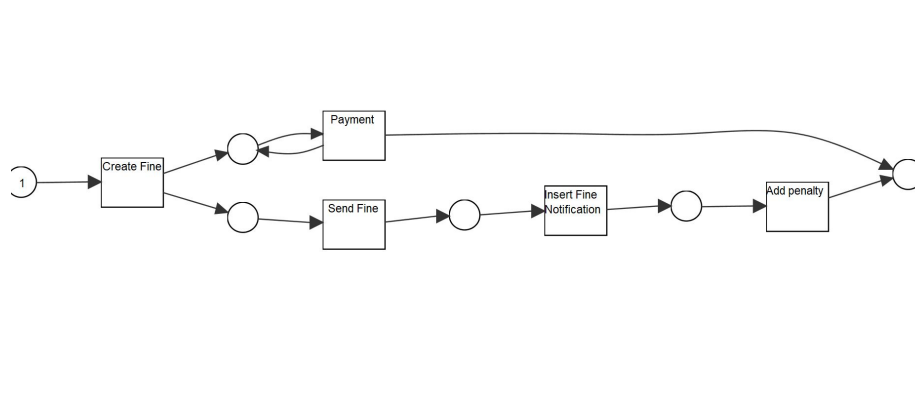 Payment
Create Fine
1
Send Fine
Insert Fine
Notification
Add penalty